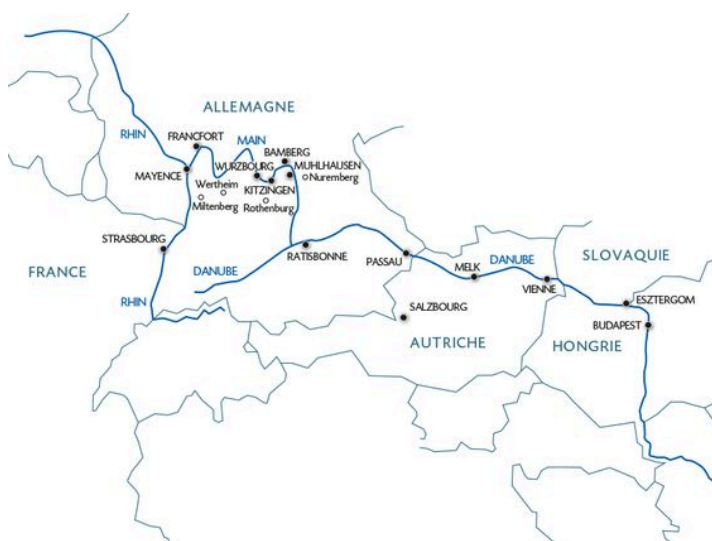 ALLEMAGNE
RHIN
FRANCFORT
MAIN
BAMBERG
MAYENCE
WURZBOURG
MUHLHAUSEN
Nuremberg
KITZINGEN
Wertheim
Miltenberg
Rothenburg
STRASBOURG
RATISBONNE
PASSAU
FRANCE
DANUBE
MELK
DANUBE
VIENNE
SLOVAQUIE
RHIN
SALZBOURG
ESZTERGOM
BUDAPEST
AUTRICHE
HONGRIE